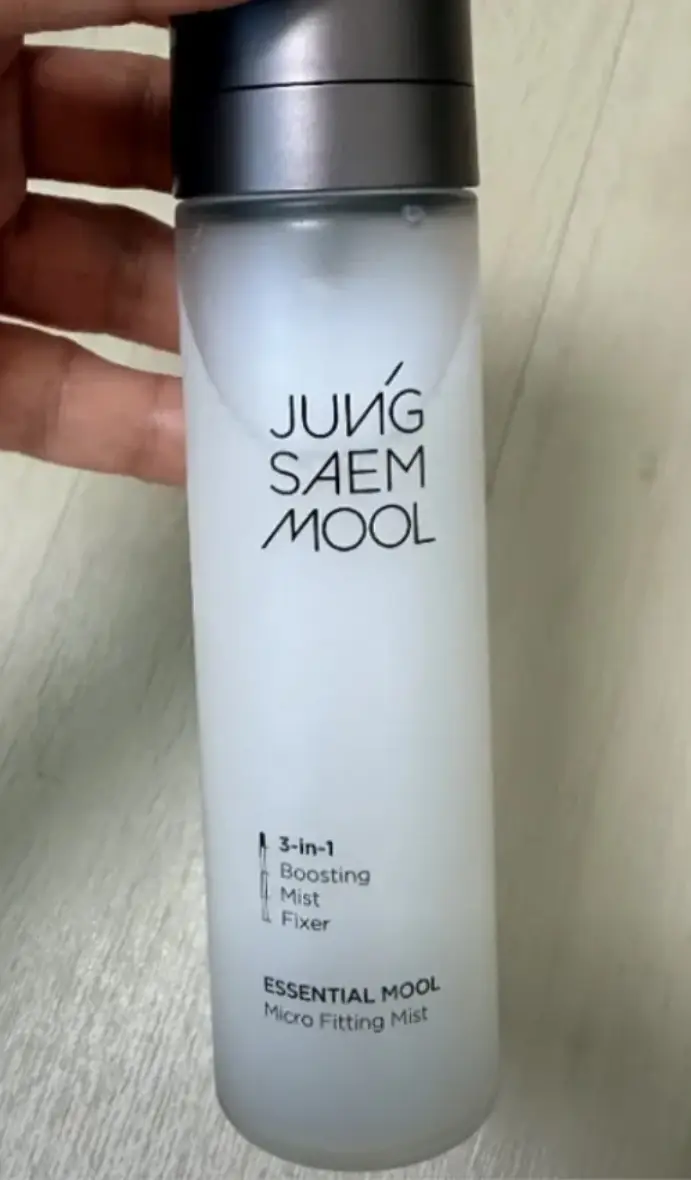 JUNG
SAEM
MOOL
3-in-1
Boosting
Mist
Fixer
ESSENTIAL MOOL
Micro Fitting Mist